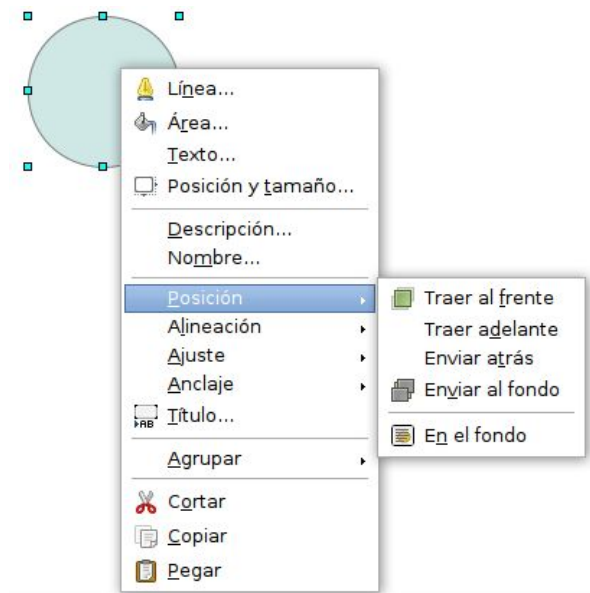 Línea...
Área...
Texto...
Posición y tamaño...
Descripción...
Nombre...
Posición
Alineación
Ajuste
Anclaje
Título...
Agrupar
Cortar
Copiar
Pegar
Traer al frente
Traer adelante
Enviar atrás
Enviar al fondo
En el fondo
AB